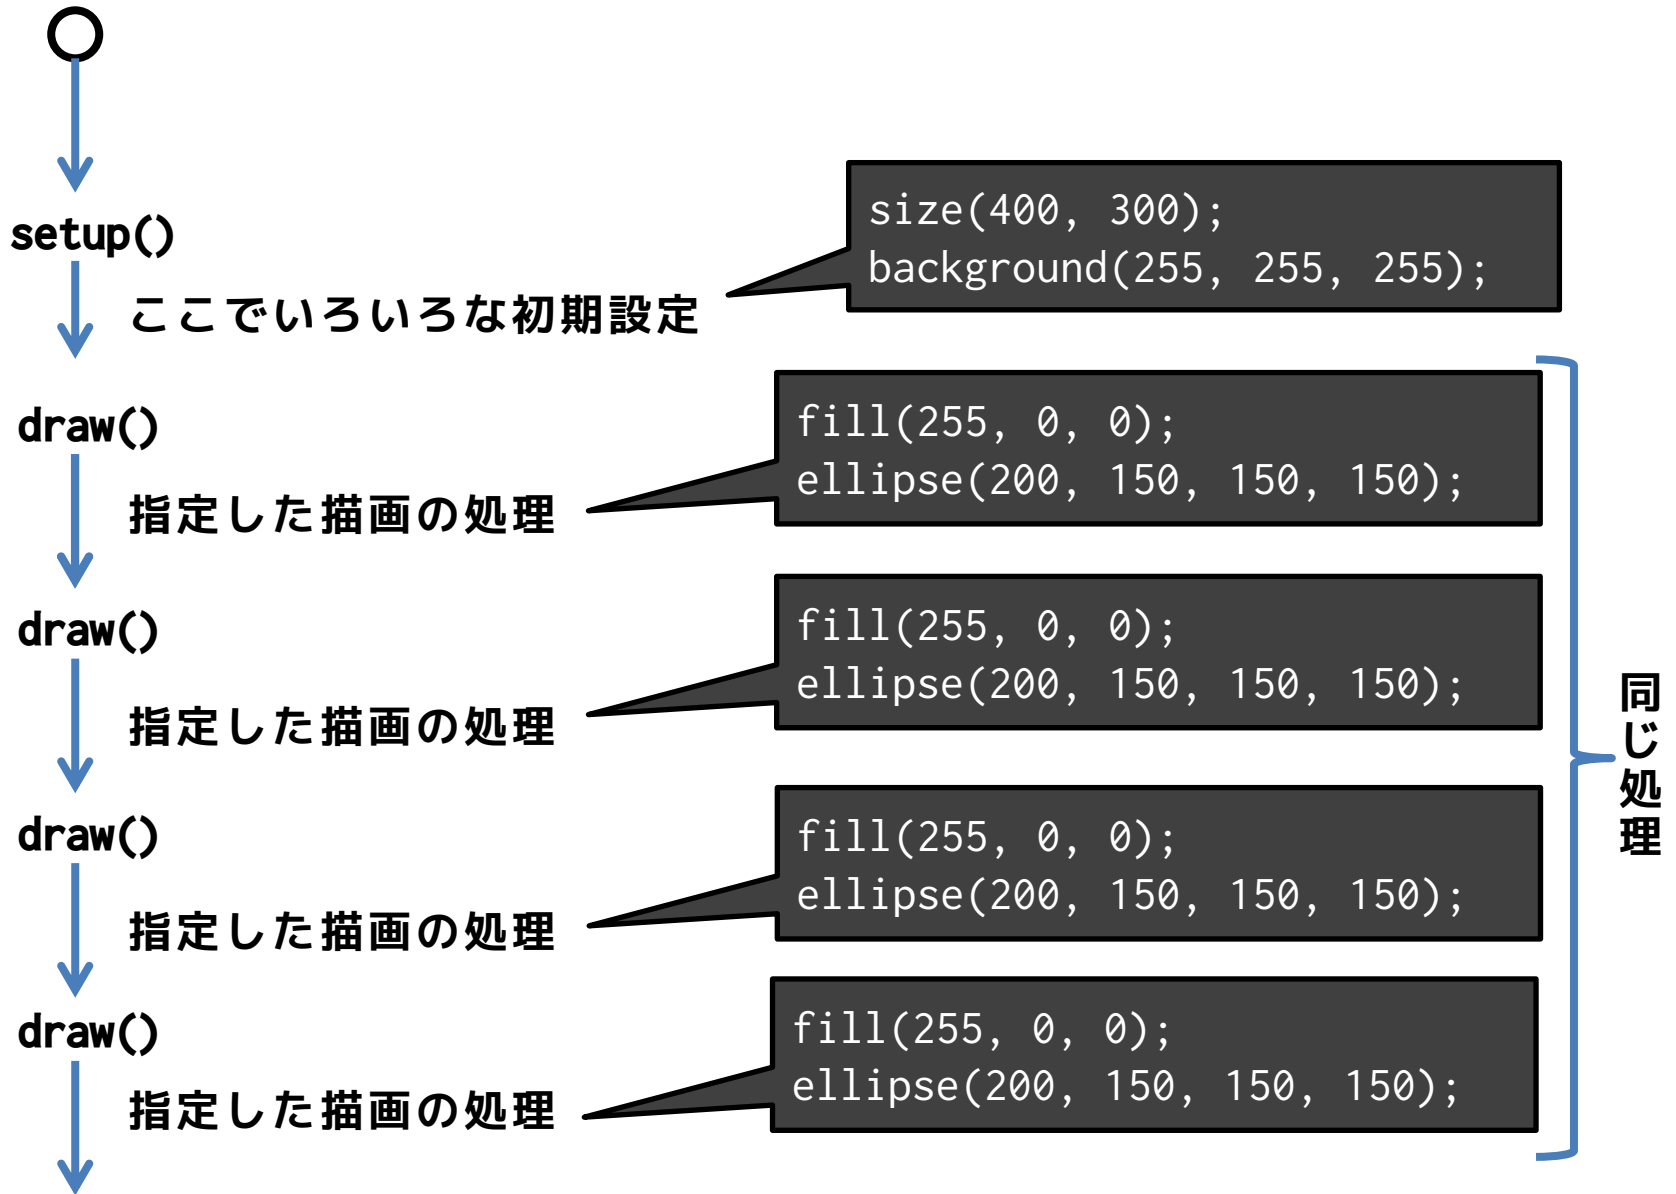 setup()
size(400, 300);
background(255, 255, 255);
ここでいろいろな初期設定
draw()
fill(255, 0, 0);
ellipse(200, 150, 150, 150);
指定した描画の処理
draw()
fill(255, 0, 0);
ellipse(200, 150, 150, 150);
指定した描画の処理
同じ処理
draw()
fill(255, 0, 0);
ellipse(200, 150, 150, 150);
指定した描画の処理
draw()
fill(255, 0, 0);
ellipse(200, 150, 150, 150);
指定した描画の処理